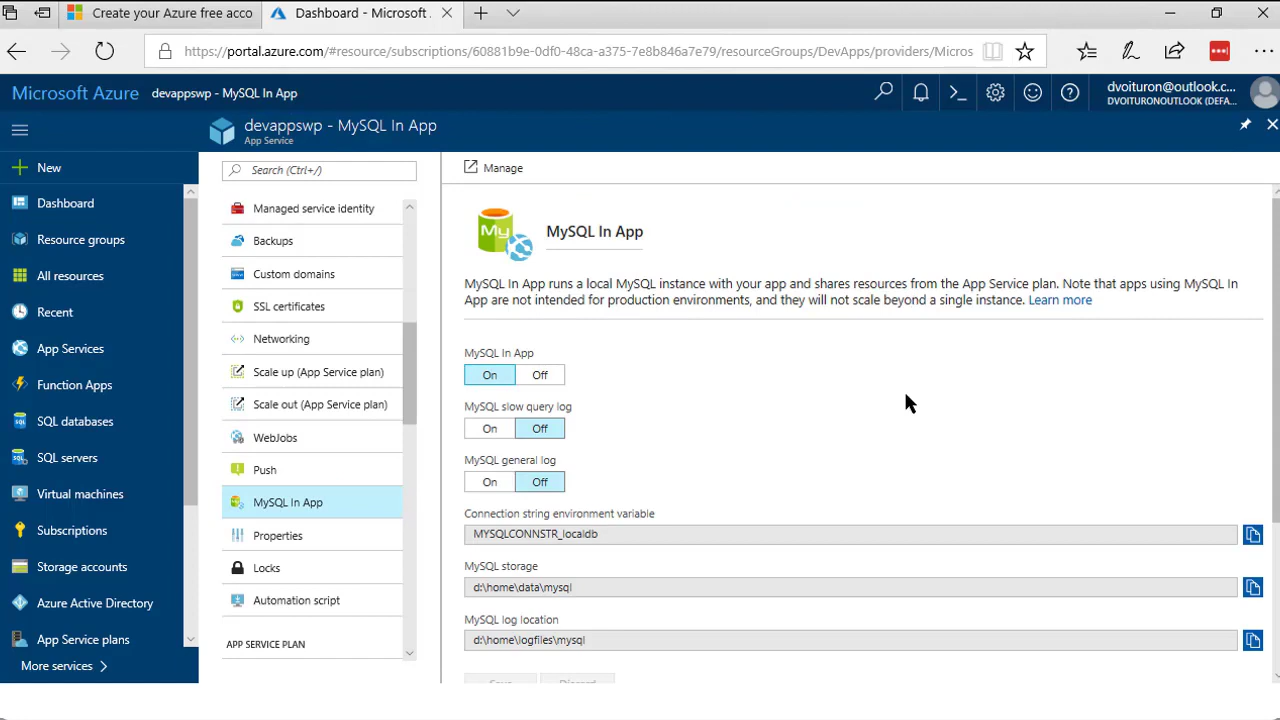 Create your Azure free acco
Dashboard - Microsoft
https://portal.azure.com/#resource/subscriptions/60881b9e-0df0-48ca-a375-7e8b846a7e79/resourceGroups/DevApps/providers/Micros
Microsoft Azure
devappswp - MySQL In App
dvoituron@outlook.c...
DVOITURONOUTLOOK (DEFA...
devappswp - MySQL In App
App Service
New
Dashboard
Resource groups
All resources
Recent
App Services
Function Apps
SQL databases
SQL servers
Virtual machines
Subscriptions
Storage accounts
Azure Active Directory
App Service plans
More services
Search (Ctrl+/)
Managed service identity
Backups
Custom domains
SSL certificates
Networking
Scale up (App Service plan)
Scale out (App Service plan)
WebJobs
Push
MySQL In App
Properties
Locks
Automation script
APP SERVICE PLAN
Manage
My
MySQL In App
MySQL In App runs a local MySQL instance with your app and shares resources from the App Service plan. Note that apps using MySQL In
App are not intended for production environments, and they will not scale beyond a single instance. Learn more
MySQL In App
On Off
MySQL slow query log
On Off
MySQL general log
On Off
Connection string environment variable
MYSQLCONNSTR_localdb
MySQL storage
d:\home\data\mysql
MySQL log location
d:\home\logfiles\mysql